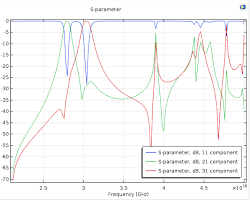 S-parameter
0
-5
-10
-15
-20
-25
-30
-35
-40
-45
-50
-55
-60
-65
-70
S-parameter, dB, 11 component
S-parameter, dB, 21 component
S-parameter, dB, 31 component
2.5 3 3.5 4 4.5 ×10
Frequency (GHz)